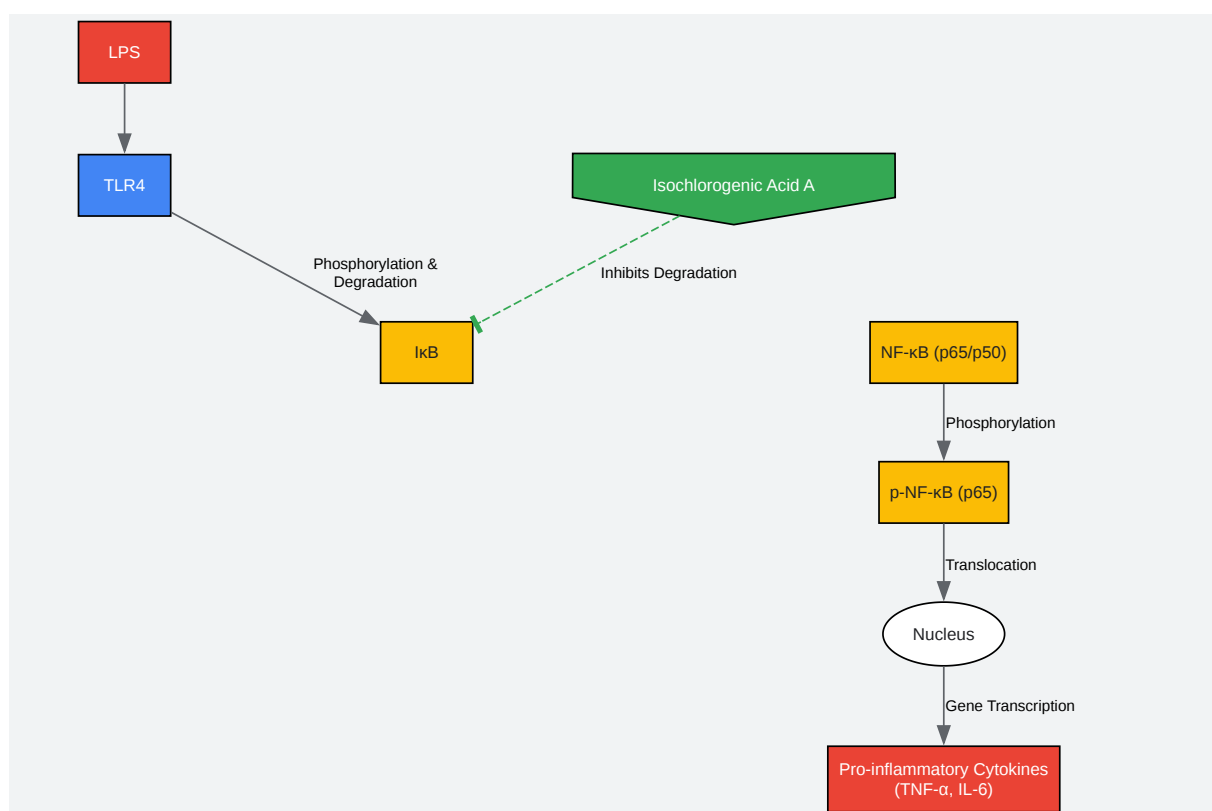 LPS
TLR4
Isochlorogenic Acid A
Phosphorylation &
Degradation
Inhibits Degradation
IκB
NF-κB (p65/p50)
Phosphorylation
p-NF-κB (p65)
Translocation
Nucleus
Gene Transcription
Pro-inflammatory Cytokines
(TNF-α, IL-6)